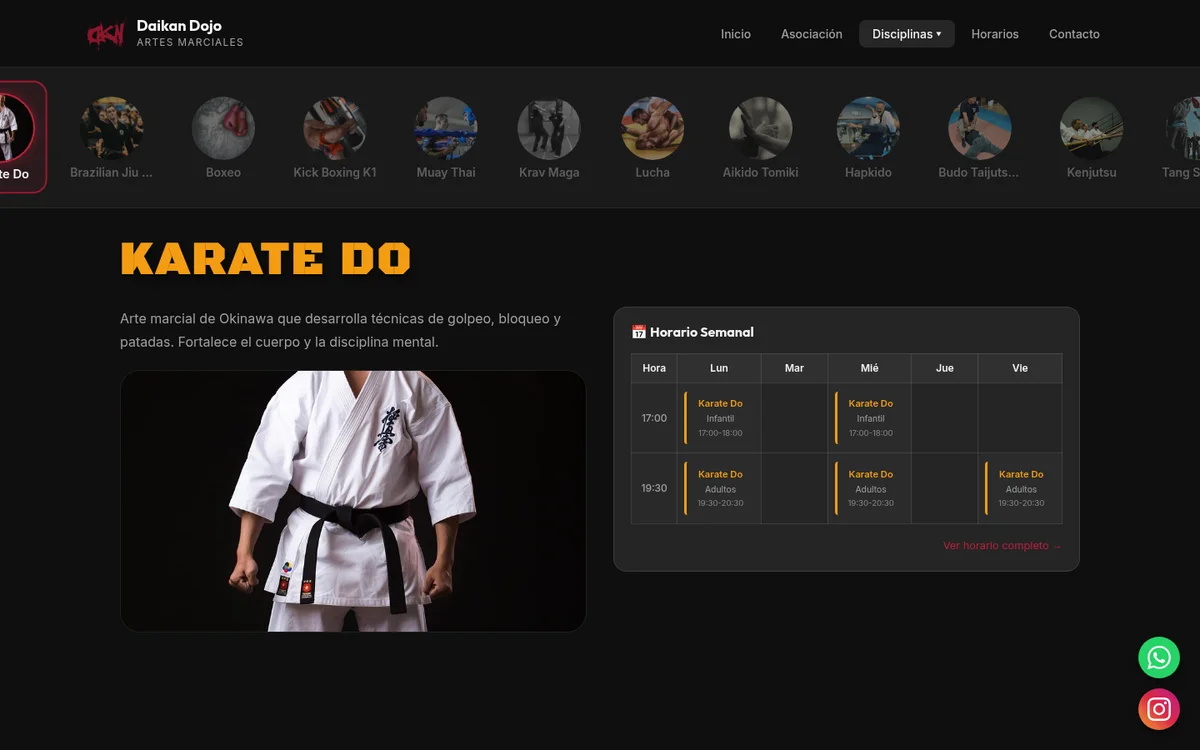 Daikan Dojo
ARTES MARCIALES
Inicio
Asociación
Disciplinas ▾
Horarios
Contacto
te Do
Brazilian Jiu ...
Boxeo
Kick Boxing K1
Muay Thai
Krav Maga
Lucha
Aikido Tomiki
Hapkido
Budo Taijuts...
Kenjutsu
Tang S
KARATE DO
Arte marcial de Okinawa que desarrolla técnicas de golpeo, bloqueo y
patadas. Fortalece el cuerpo y la disciplina mental.
極真会
Horario Semanal
Hora Lun Mar Mié Jue Vie
17:00
Karate Do
Infantil
17:00-18:00
Karate Do
Infantil
17:00-18:00
19:30
Karate Do
Adultos
19:30-20:30
Karate Do
Adultos
19:30-20:30
Karate Do
Adultos
19:30-20:30
Ver horario completo →